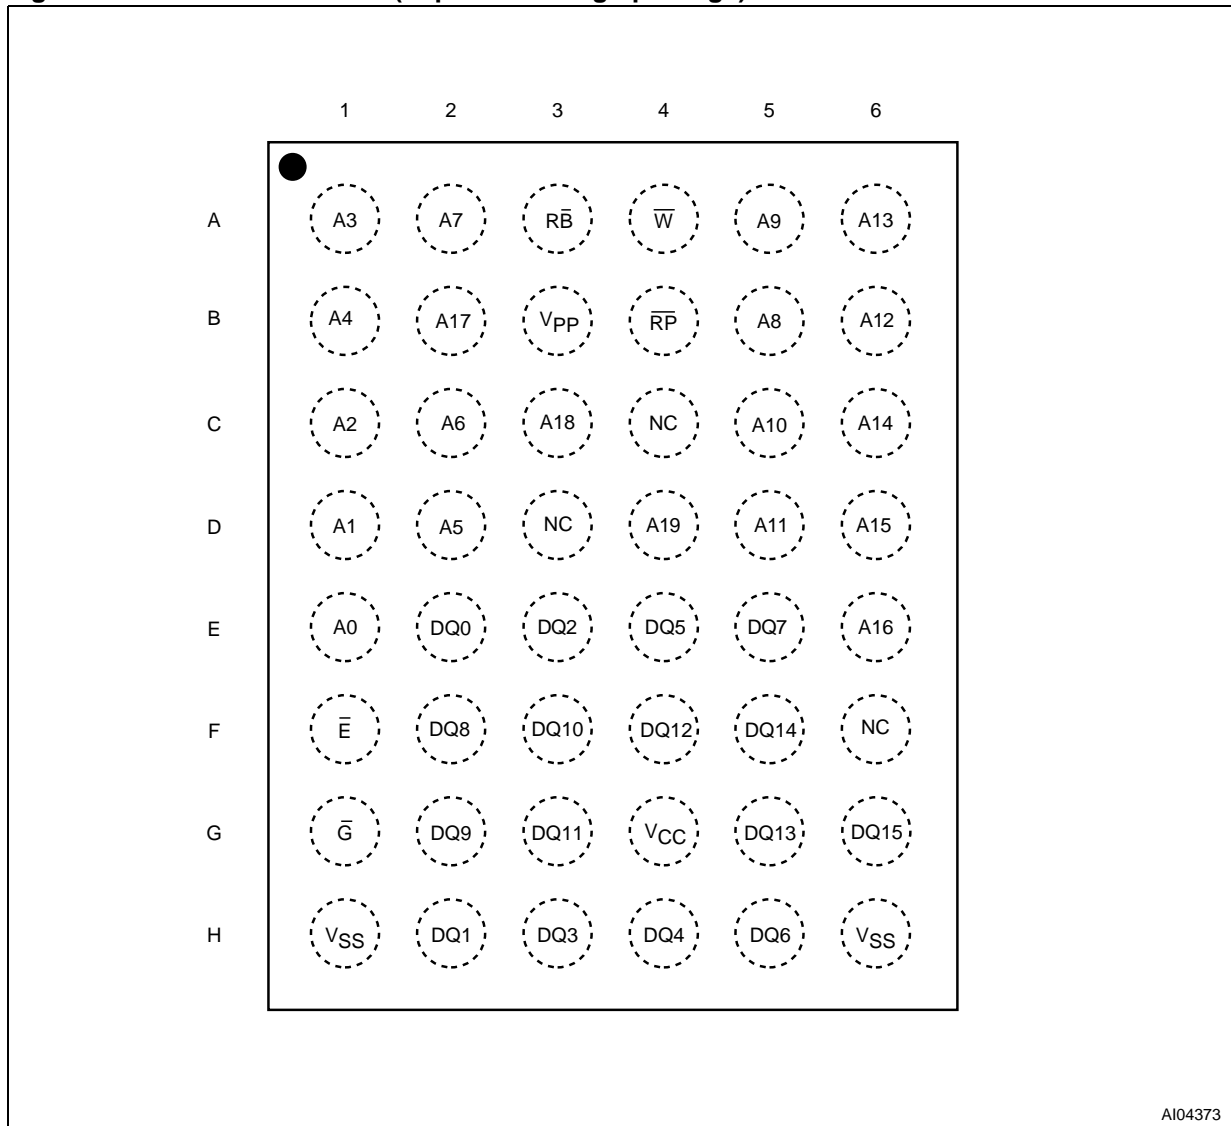 1 2 3 4 5 6
A A3 A7 RB̅ W̅ A9 A13
B A4 A17 VPP R̅P̅ A8 A12
C A2 A6 A18 NC A10 A14
D A1 A5 NC A19 A11 A15
E A0 DQ0 DQ2 DQ5 DQ7 A16
F E̅ DQ8 DQ10 DQ12 DQ14 NC
G G̅ DQ9 DQ11 VCC DQ13 DQ15
H VSS DQ1 DQ3 DQ4 DQ6 VSS
AI04373